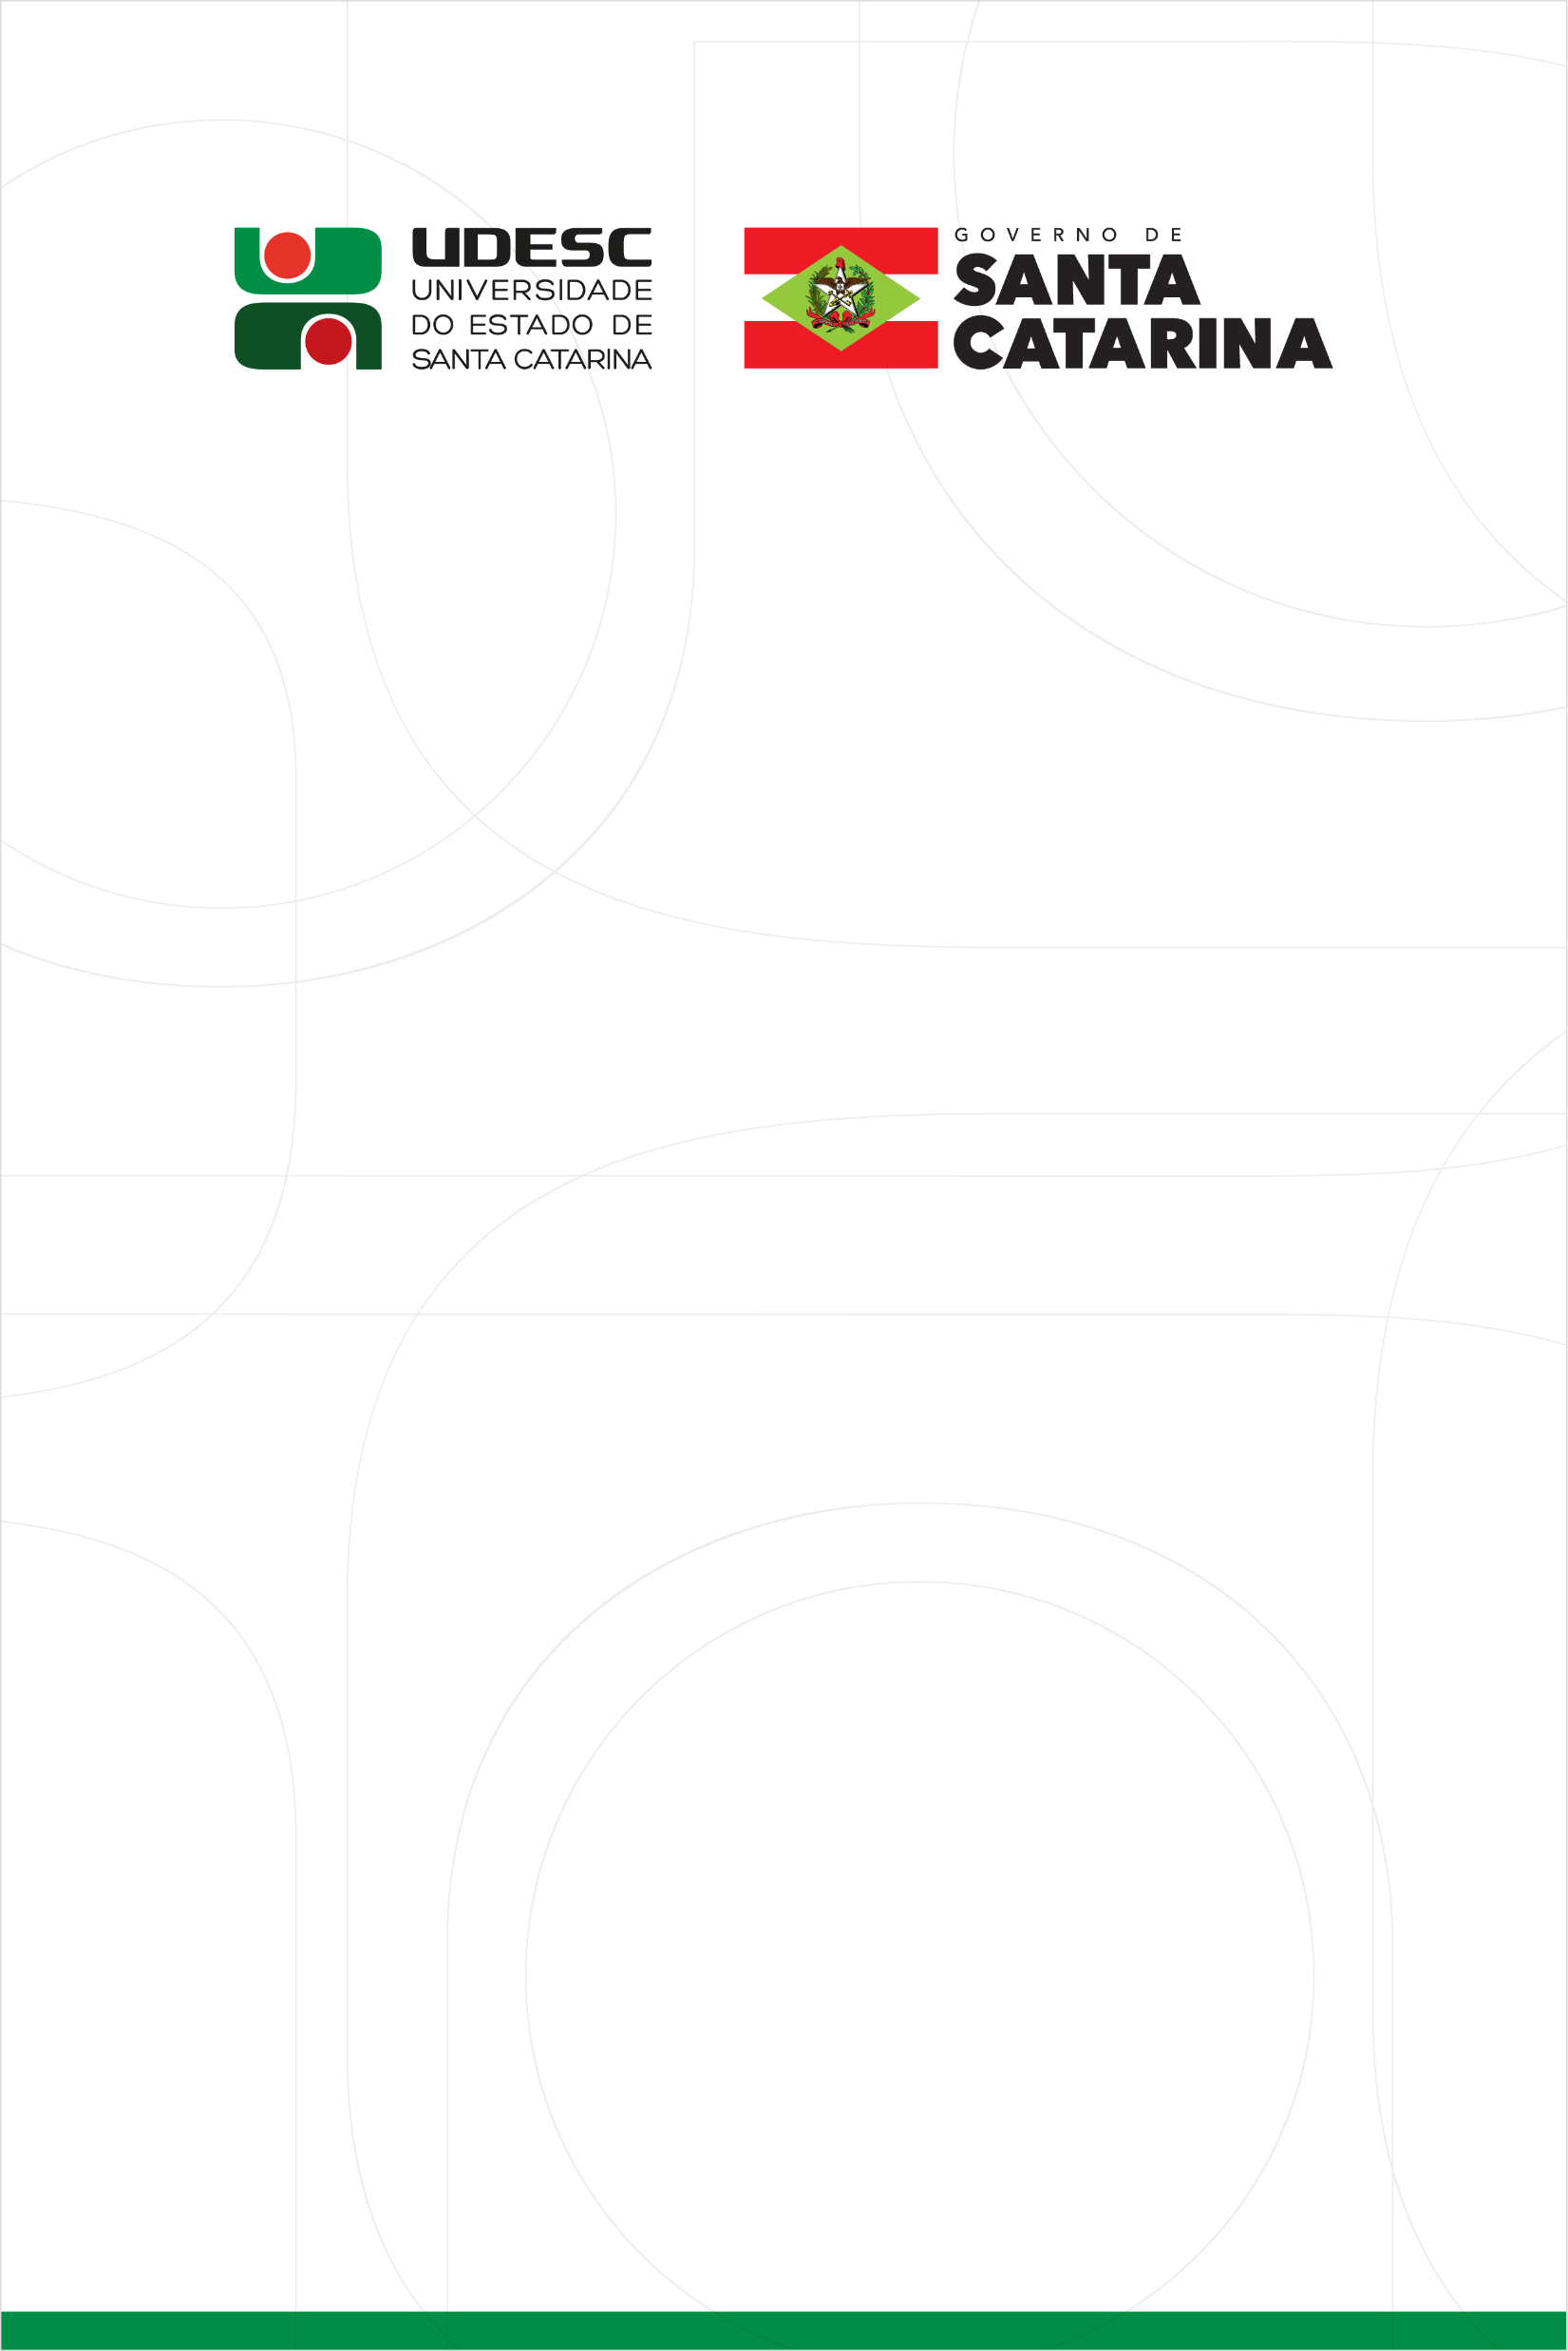 UDESC
UNIVERSIDADE
DO ESTADO DE
SANTA CATARINA
GOVERNO DE
SANTA
CATARINA